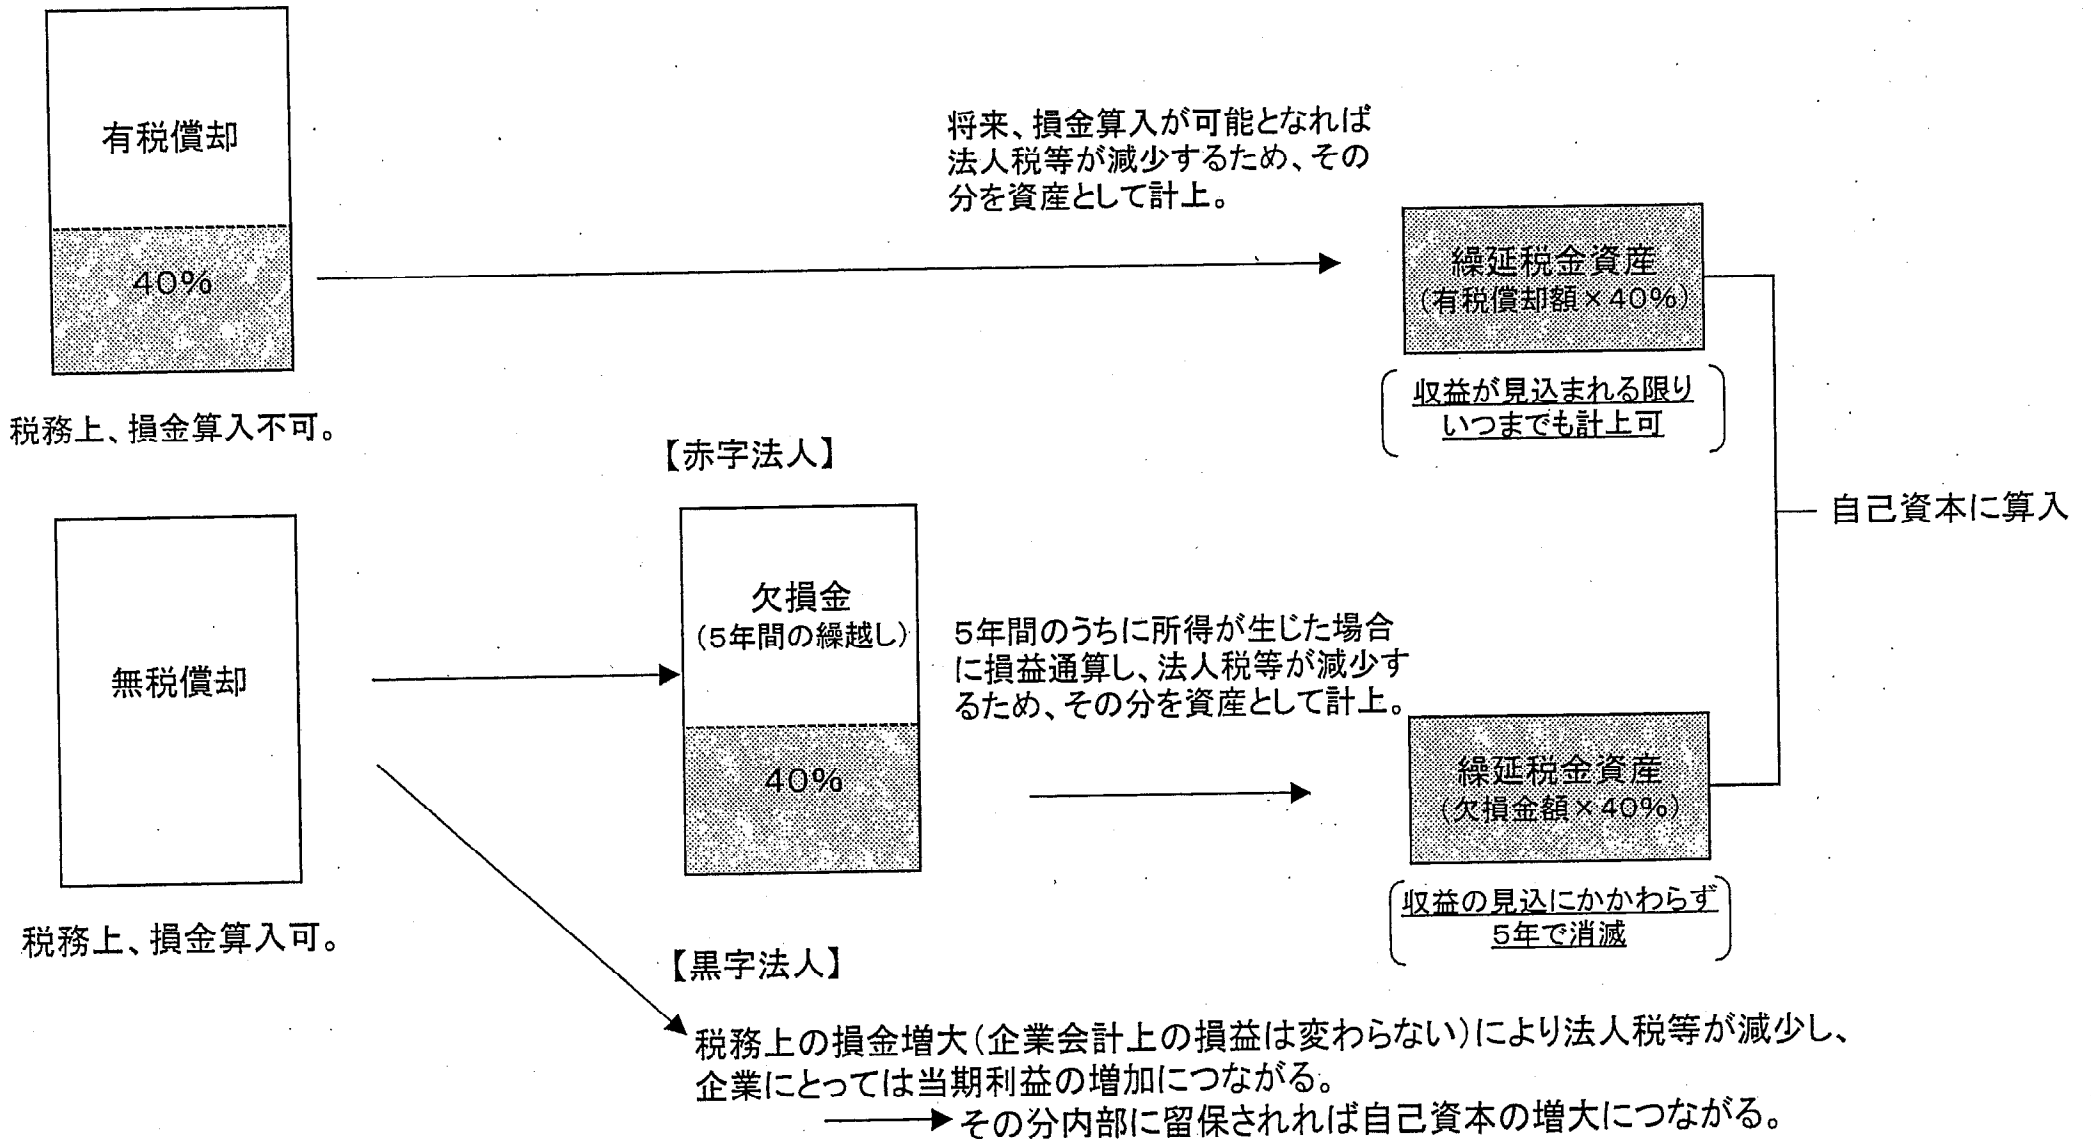 有税償却
40%
税務上、損金算入不可。
将来、損金算入が可能となれば
法人税等が減少するため、その
分を資産として計上。
繰延税金資産
(有税償却額×40%)
収益が見込まれる限り
いつまでも計上可
自己資本に算入
無税償却
税務上、損金算入可。
【赤字法人】
欠損金
(5年間の繰越し)
40%
5年間のうちに所得が生じた場合
に損益通算し、法人税等が減少す
るため、その分を資産として計上。
繰延税金資産
(欠損金額×40%)
収益の見込にかかわらず
5年で消滅
【黒字法人】
税務上の損金増大(企業会計上の損益は変わらない)により法人税等が減少し、
企業にとっては当期利益の増加につながる。
その分内部に留保されれば自己資本の増大につながる。